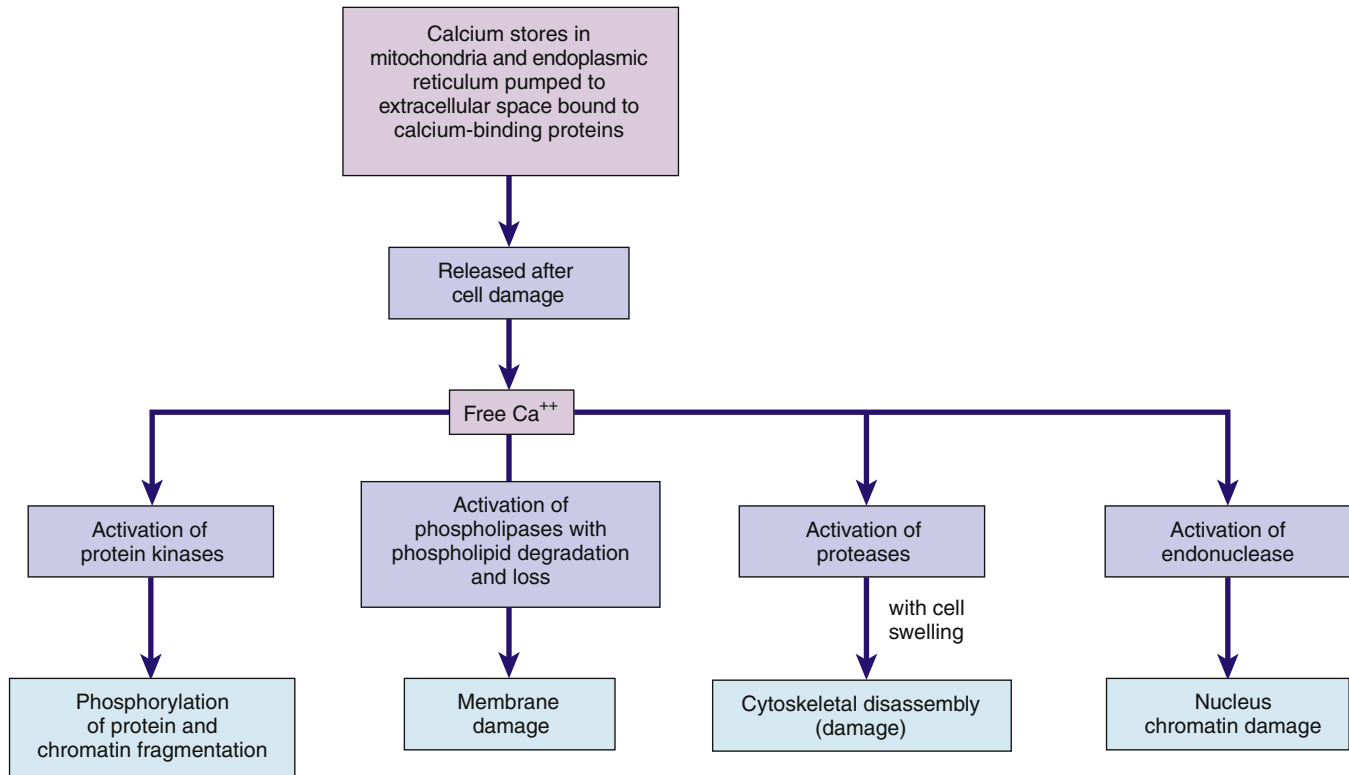 Calcium stores in
mitochondria and endoplasmic
reticulum pumped to
extracellular space bound to
calcium-binding proteins
Released after
cell damage
Free Ca++
Activation of
protein kinases
Activation of
phospholipases with
phospholipid degradation
and loss
Activation of
proteases
Activation of
endonuclease
with cell
swelling
Phosphorylation
of protein and
chromatin fragmentation
Membrane
damage
Cytoskeletal disassembly
(damage)
Nucleus
chromatin damage